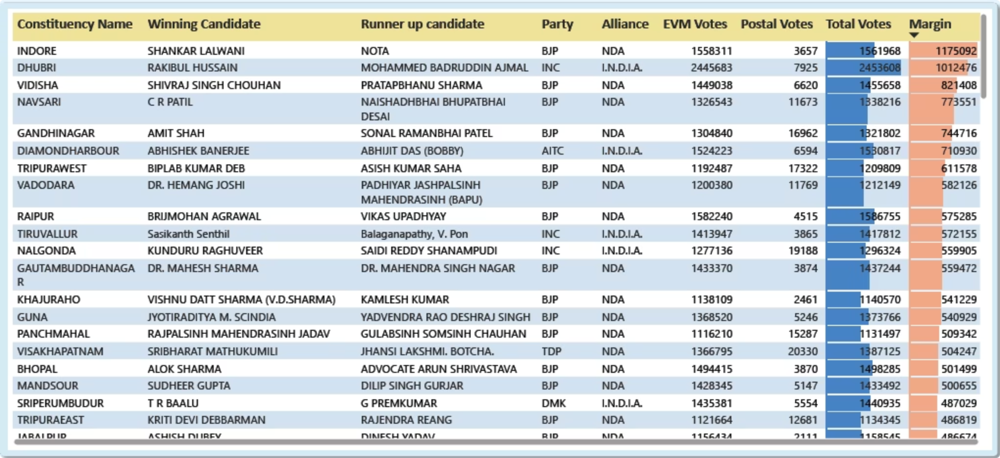 Constituency Name Winning Candidate Runner up candidate Party Alliance EVM Votes Postal Votes Total Votes Margin
INDORE SHANKAR LALWANI NOTA BJP NDA 1558311 3657 1561968 1175092
DHUBRI RAKIBUL HUSSAIN MOHAMMED BADRUDDIN AJMAL INC I.N.D.I.A. 2445683 7925 2453608 1012476
VIDISHA SHIVRAJ SINGH CHOUHAN PRATAPBHANU SHARMA BJP NDA 1449038 6620 1455658 821408
NAVSARI C R PATIL NAISHADHBHAI BHUPATBHAI BJP NDA 1326543 11673 1338216 773551
DESAI
GANDHINAGAR AMIT SHAH SONAL RAMANBHAI PATEL BJP NDA 1304840 16962 1321802 744716
DIAMONDHARBOUR ABHISHEK BANERJEE ABHIJIT DAS (BOBBY) AITC I.N.D.I.A. 1524223 6594 1530817 710930
TRIPURAWEST BIPLAB KUMAR DEB ASISH KUMAR SAHA BJP NDA 1192487 17322 1209809 611578
VADODARA DR. HEMANG JOSHI PADHIYAR JASHPALSINH BJP NDA 1200380 11769 1212149 582126
MAHENDRASINH (BAPU)
RAIPUR BRIJMOHAN AGRAWAL VIKAS UPADHYAY BJP NDA 1582240 4515 1586755 575285
TIRUVALLUR Sasikanth Senthil Balaganapathy, V. Pon INC I.N.D.I.A. 1413947 3865 1417812 572155
NALGONDA KUNDURU RAGHUVEER SAIDI REDDY SHANAMPUDI INC I.N.D.I.A. 1277136 19188 1296324 559905
GAUTAMBUDDHANAGA DR. MAHESH SHARMA DR. MAHENDRA SINGH NAGAR BJP NDA 1433370 3874 1437244 559472
R
KHAJURAHO VISHNU DATT SHARMA (V.D.SHARMA) KAMLESH KUMAR BJP NDA 1138109 2461 1140570 541229
GUNA JYOTIRADITYA M. SCINDIA YADVENDRA RAO DESHRAJ SINGH BJP NDA 1368520 5246 1373766 540929
PANCHMAHAL RAJPALSINH MAHENDRASINH JADAV GULABSINH SOMSINH CHAUHAN BJP NDA 1116210 15287 1131497 509342
VISAKHAPATNAM SRIBHARAT MATHUKUMILI JHANSI LAKSHMI. BOTCHA. TDP NDA 1366795 20330 1387125 504247
BHOPAL ALOK SHARMA ADVOCATE ARUN SHRIVASTAVA BJP NDA 1494415 3870 1498285 501499
MANDSOUR SUDHEER GUPTA DILIP SINGH GURJAR BJP NDA 1428345 5147 1433492 500655
SRIPERUMBUDUR T R BAALU G PREMKUMAR DMK I.N.D.I.A. 1435381 5554 1440935 487029
TRIPURAEAST KRITI DEVI DEBBARMAN RAJENDRA REANG BJP NDA 1121664 12681 1134345 486819
JABALPUR ASHISH DUBEY DINESH YADAV BJP NDA 1156434 2111 1158545 486674